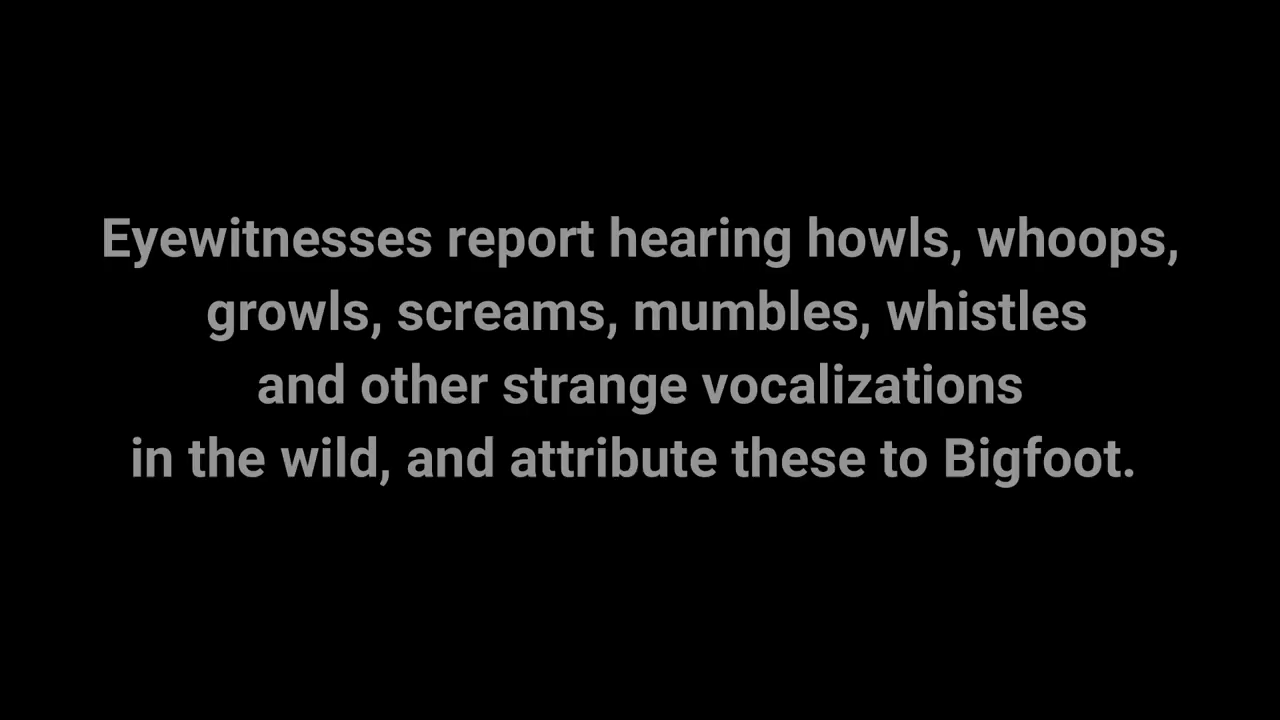 Eyewitnesses report hearing howls, whoops,
growls, screams, mumbles, whistles
and other strange vocalizations
in the wild, and attribute these to Bigfoot.